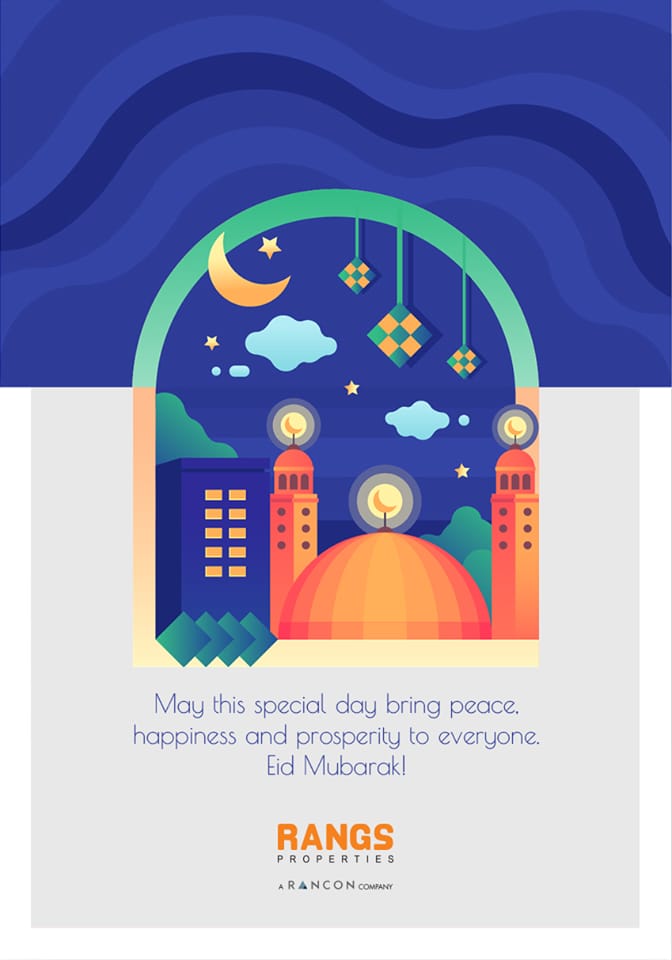 May this special day bring peace,
happiness and prosperity to everyone.
Eid Mubarak!
RANGS
PROPERTIES
A RANCON COMPANY